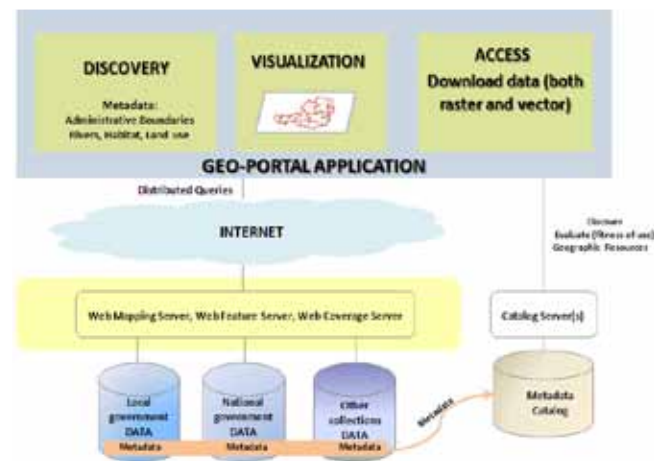 DISCOVERY
Metadata:
Administrative Boundaries
Rivers, Habitat, Land use
VISUALIZATION
ACCESS
Download data (both
raster and vector)
GEO-PORTAL APPLICATION
Distributed Queries
INTERNET
Discover
Evaluate (fitness of use)
Geographic Resources
Web Mapping Server, Web Feature Server, Web Coverage Server
Catalog Server(s)
Local
government
DATA
Metadata
National
government
DATA
Metadata
Other
collections
DATA
Metadata
Metadata
Metadata
Catalog